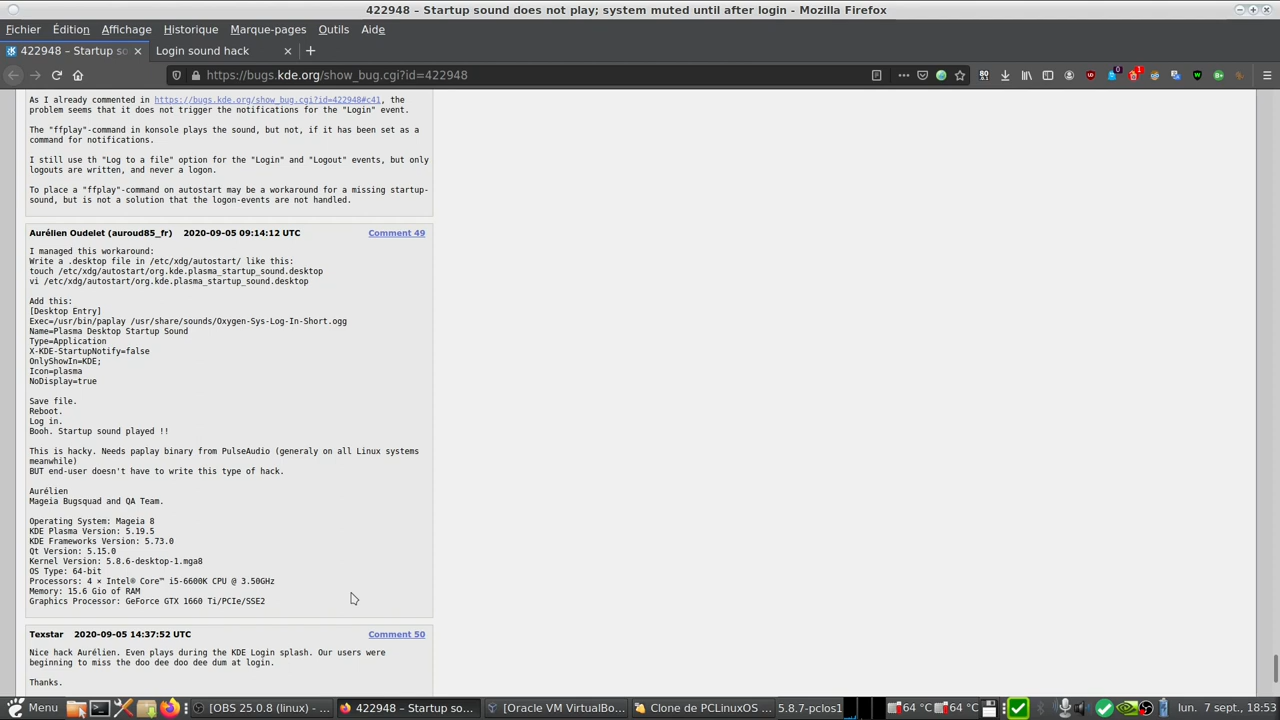 422948 – Startup sound does not play; system muted until after login - Mozilla Firefox
Fichier Édition Affichage Historique Marque-pages Outils Aide
422948 – Startup so
Login sound hack
https://bugs.kde.org/show_bug.cgi?id=422948
As I already commented in https://bugs.kde.org/show_bug.cgi?id=422948#c41, the
problem seems that it does not trigger the notifications for the "Login" event.
The "ffplay"-command in konsole plays the sound, but not, if it has been set as a
command for notifications.
I still use th "Log to a file" option for the "Login" and "Logout" events, but only
logouts are written, and never a logon.
To place a "ffplay"-command on autostart may be a workaround for a missing startup-
sound, but is not a solution that the logon-events are not handled.
Aurélien Oudelet (auroud85_fr) 2020-09-05 09:14:12 UTC Comment 49
I managed this workaround:
Write a .desktop file in /etc/xdg/autostart/ like this:
touch /etc/xdg/autostart/org.kde.plasma_startup_sound.desktop
vi /etc/xdg/autostart/org.kde.plasma_startup_sound.desktop
Add this:
[Desktop Entry]
Exec=/usr/bin/paplay /usr/share/sounds/Oxygen-Sys-Log-In-Short.ogg
Name=Plasma Desktop Startup Sound
Type=Application
X-KDE-StartupNotify=false
OnlyShowIn=KDE;
Icon=plasma
NoDisplay=true
Save file.
Reboot.
Log in.
Booh. Startup sound played !!
This is hacky. Needs paplay binary from PulseAudio (generaly on all Linux systems
meanwhile)
BUT end-user doesn't have to write this type of hack.
Aurélien
Mageia Bugsquad and QA Team.
Operating System: Mageia 8
KDE Plasma Version: 5.19.5
KDE Frameworks Version: 5.73.0
Qt Version: 5.15.0
Kernel Version: 5.8.6-desktop-1.mga8
OS Type: 64-bit
Processors: 4 × Intel® Core™ i5-6600K CPU @ 3.50GHz
Memory: 15.6 Gio of RAM
Graphics Processor: GeForce GTX 1660 Ti/PCIe/SSE2
Texstar 2020-09-05 14:37:52 UTC Comment 50
Nice hack Aurélien. Even plays during the KDE Login splash. Our users were
beginning to miss the doo dee doo dee dum at login.
Thanks.
Menu [OBS 25.0.8 (linux) - ... 422948 – Startup so... [Oracle VM VirtualBo... Clone de PCLinuxOS ... 5.8.7-pclos1 64 °C 64 °C lun. 7 sept., 18:53